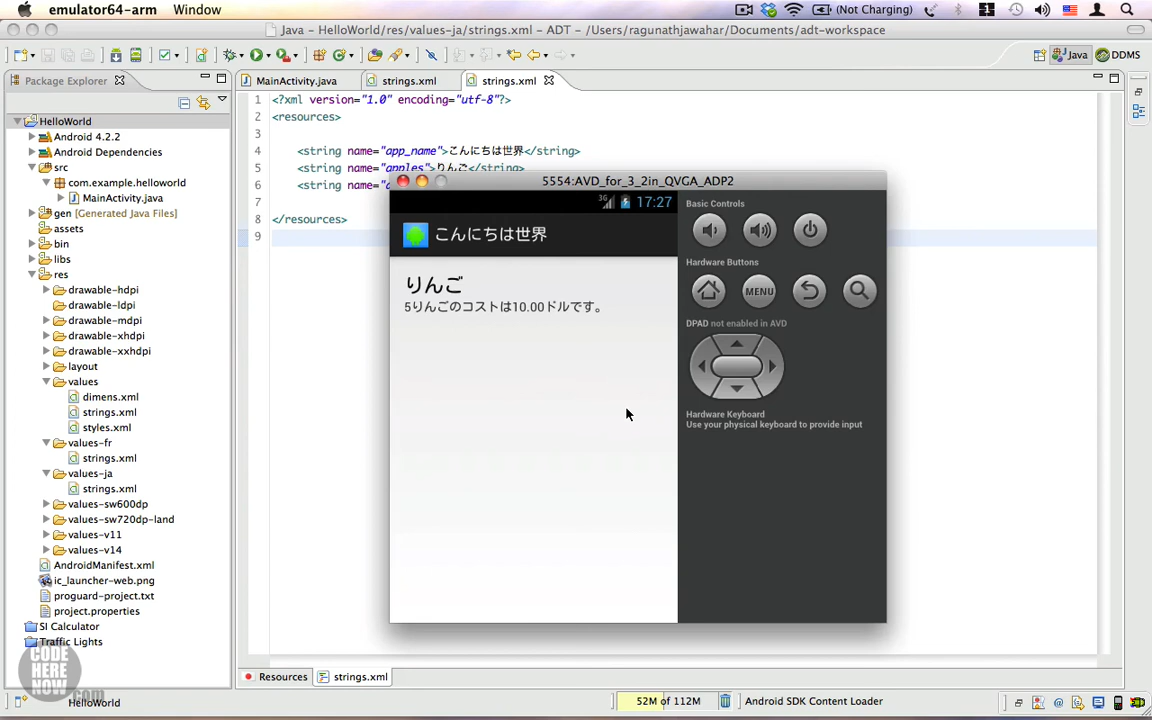 emulator64-arm Window
(Not Charging)
Java – HelloWorld/res/values-ja/strings.xml – ADT – /Users/ragunathjawahar/Documents/adt-workspace
Java DDMS
Package Explorer
MainActivity.java strings.xml strings.xml
HelloWorld
Android 4.2.2
Android Dependencies
src
com.example.helloworld
MainActivity.java
gen [Generated Java Files]
assets
bin
libs
res
drawable-hdpi
drawable-ldpi
drawable-mdpi
drawable-xhdpi
drawable-xxhdpi
layout
values
dimens.xml
strings.xml
styles.xml
values-fr
strings.xml
values-ja
strings.xml
values-sw600dp
values-sw720dp-land
values-v11
values-v14
AndroidManifest.xml
ic_launcher-web.png
proguard-project.txt
project.properties
SI Calculator
Traffic Lights
1 <?xml version="1.0" encoding="utf-8"?>
2 <resources>
3
4 <string name="app_name">こんにちは世界</string>
5 <string name="apples">りんご</string>
6 <string name="a
7
8 </resources>
9
5554:AVD_for_3_2in_QVGA_ADP2
3G 17:27
こんにちは世界
りんご
5りんごのコストは10.00ドルです。
Basic Controls
Hardware Buttons
MENU
DPAD not enabled in AVD
Hardware Keyboard
Use your physical keyboard to provide input
Resources strings.xml
CODE
HERE
NOW
.com
HelloWorld
52M of 112M
Android SDK Content Loader